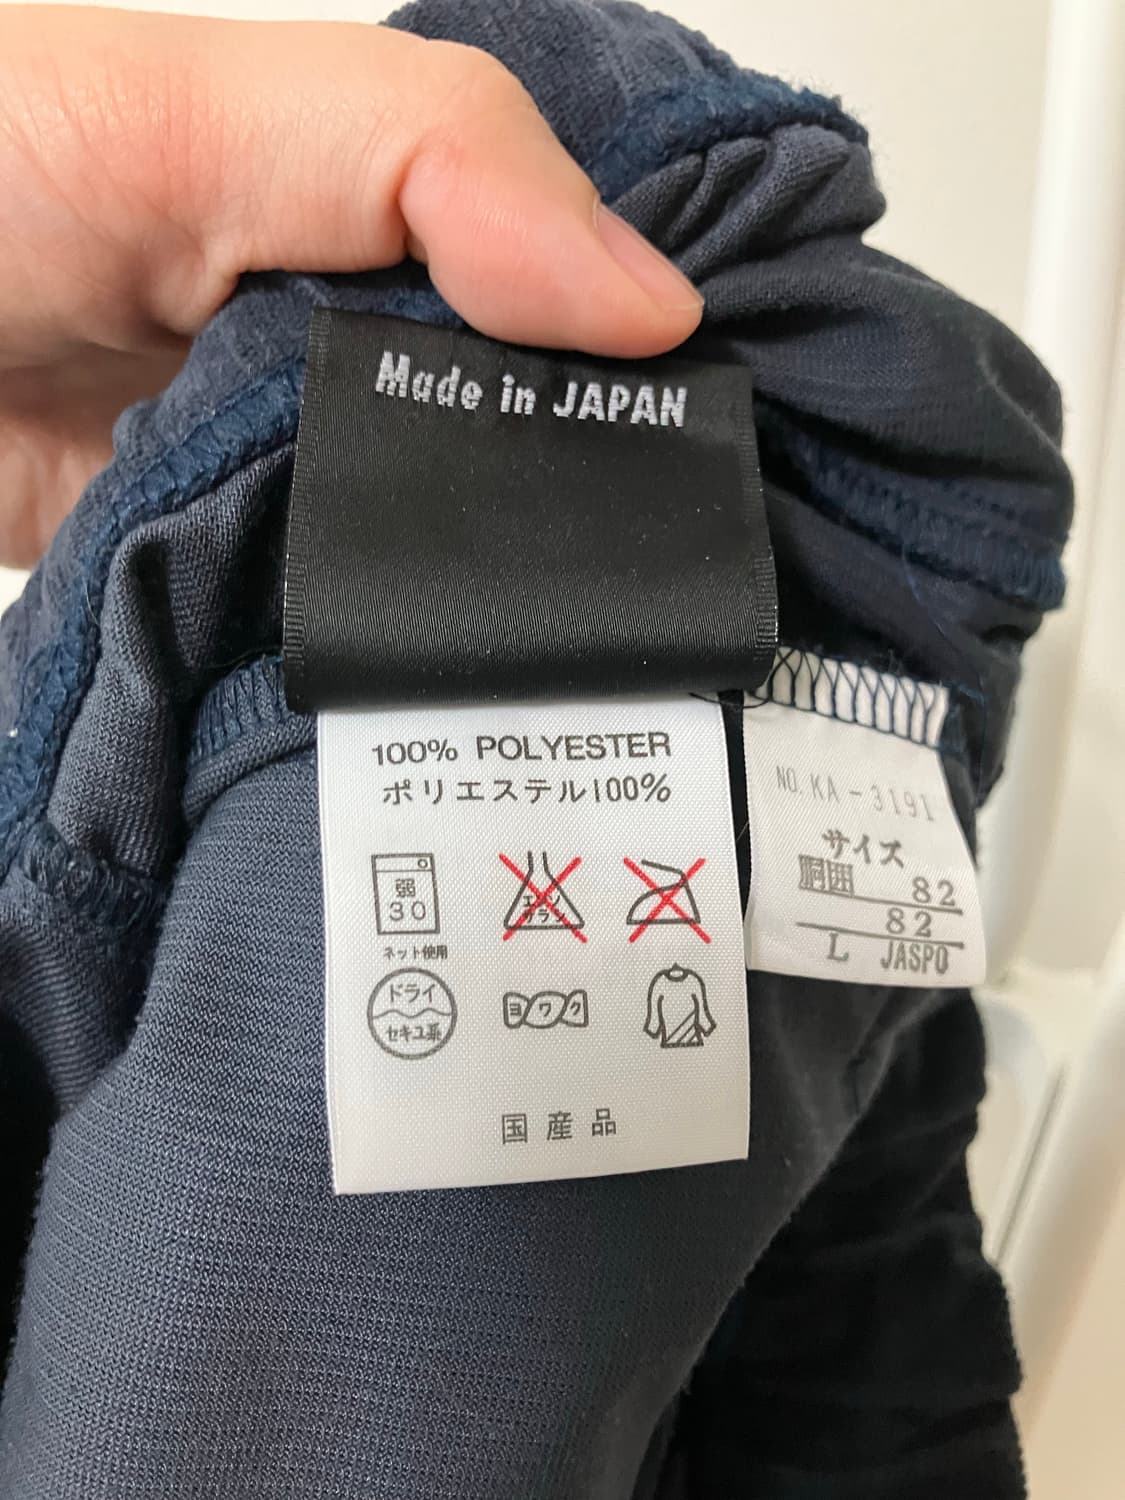 Made in JAPAN
100% POLYESTER
ポリエステル100%
弱
30
ネット使用
エンソ
サラシ
ドライ
セキユ系
ヨワク
国産品
NO. KA-3191
サイズ
胴囲 82
82
L JASPO